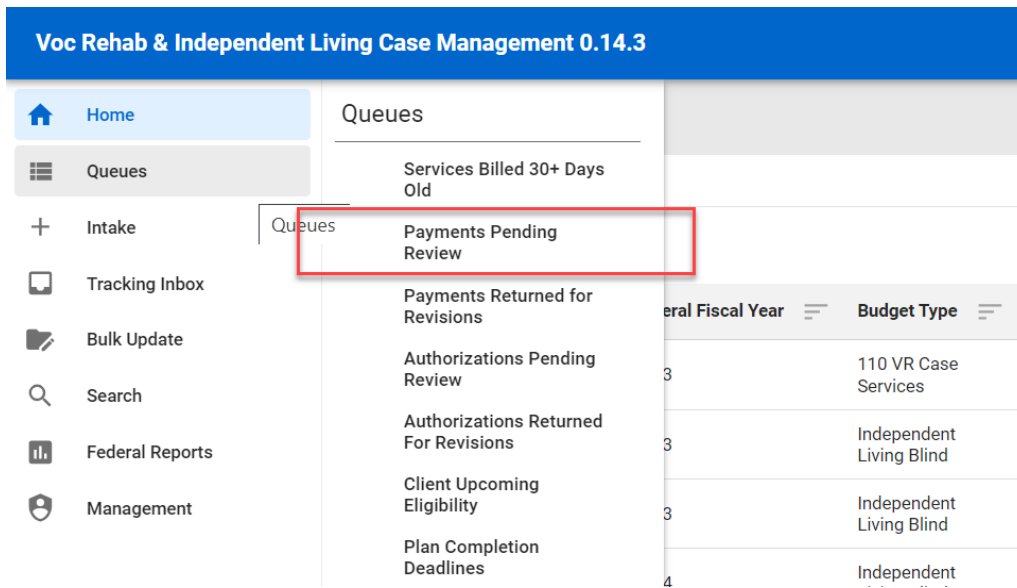 Voc Rehab & Independent Living Case Management 0.14.3
Home
Queues
Intake
Tracking Inbox
Bulk Update
Search
Federal Reports
Management
Queues
Queues
Services Billed 30+ Days
Old
Payments Pending
Review
Payments Returned for
Revisions
Authorizations Pending
Review
Authorizations Returned
For Revisions
Client Upcoming
Eligibility
Plan Completion
Deadlines
eral Fiscal Year
Budget Type
3
110 VR Case
Services
3
Independent
Living Blind
3
Independent
Living Blind
4
Independent